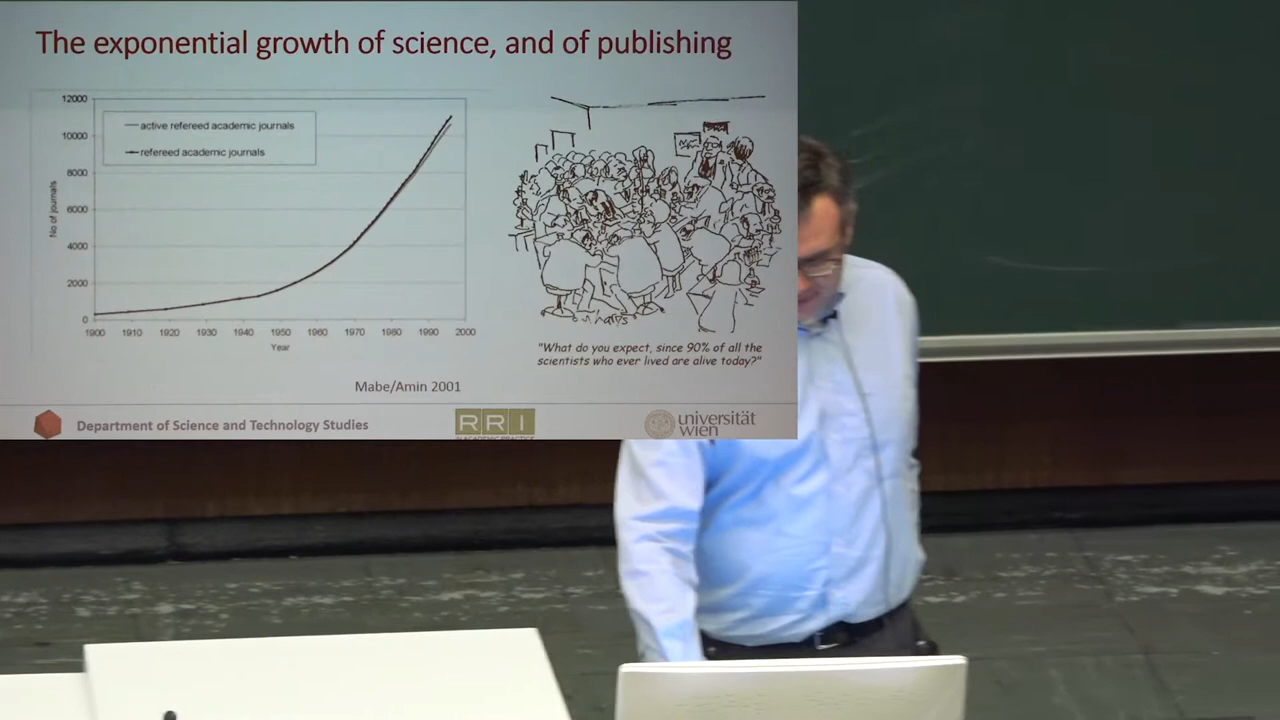 The exponential growth of science, and of publishing
12000
10000
8000
6000
4000
2000
0
No of journals
active refereed academic journals
refereed academic journals
1900 1910 1920 1930 1940 1950 1960 1970 1980 1990 2000
Year
"What do you expect, since 90% of all the
scientists who ever lived are alive today?"
Mabe/Amin 2001
Department of Science and Technology Studies
RRI
IN ACADEMIC PRACTICE
universität
wien